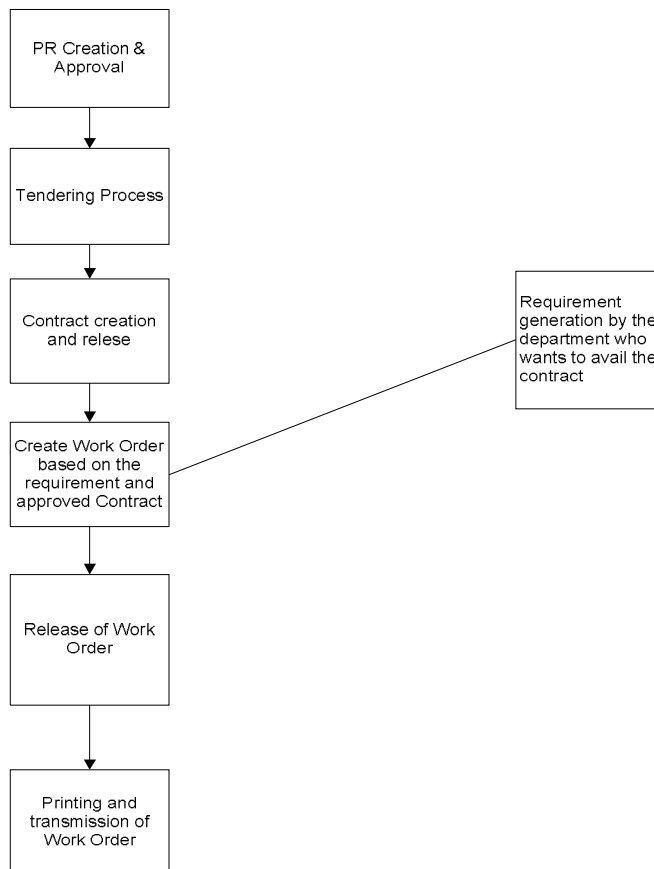 PR Creation &
Approval
Tendering Process
Contract creation
and relese
Requirement
generation by the
department who
wants to avail the
contract
Create Work Order
based on the
requirement and
approved Contract
Release of Work
Order
Printing and
transmission of
Work Order